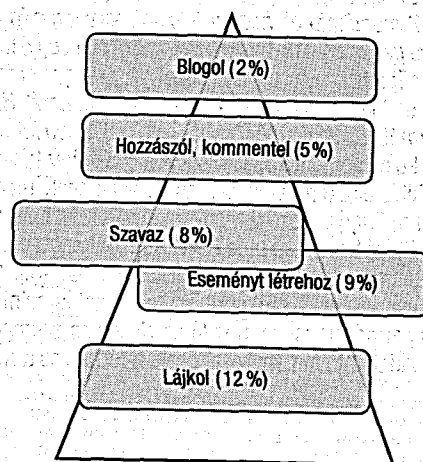 Blogol (2 %)
Hozzászól, kommentel (5 %)
Szavaz ( 8%)
Eseményt létrehoz (9%)
Lájkol (12 %)